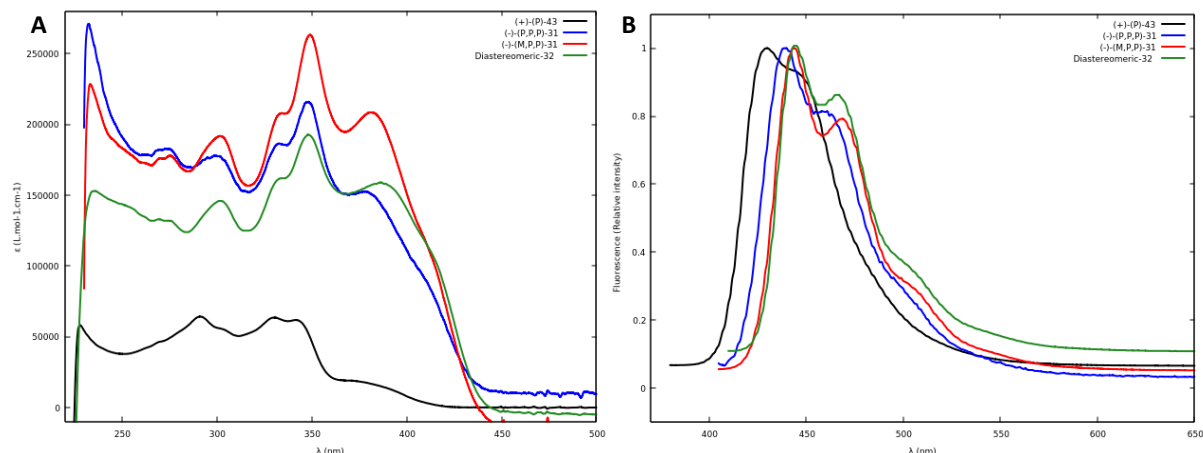 A
(+)-(P)-43
(-)-(P,P,P)-31
(-)-(M,P,P)-31
Diastereomeric-32
250000
200000
150000
100000
50000
0
ε (L.mol-1.cm-1)
250
300
350
400
450
500
λ (nm)
B
(+)-(P)-43
(-)-(P,P,P)-31
(-)-(M,P,P)-31
Diastereomeric-32
1
0.8
0.6
0.4
0.2
0
Fluorescence (Relative intensity)
400
450
500
550
600
650
λ (nm)